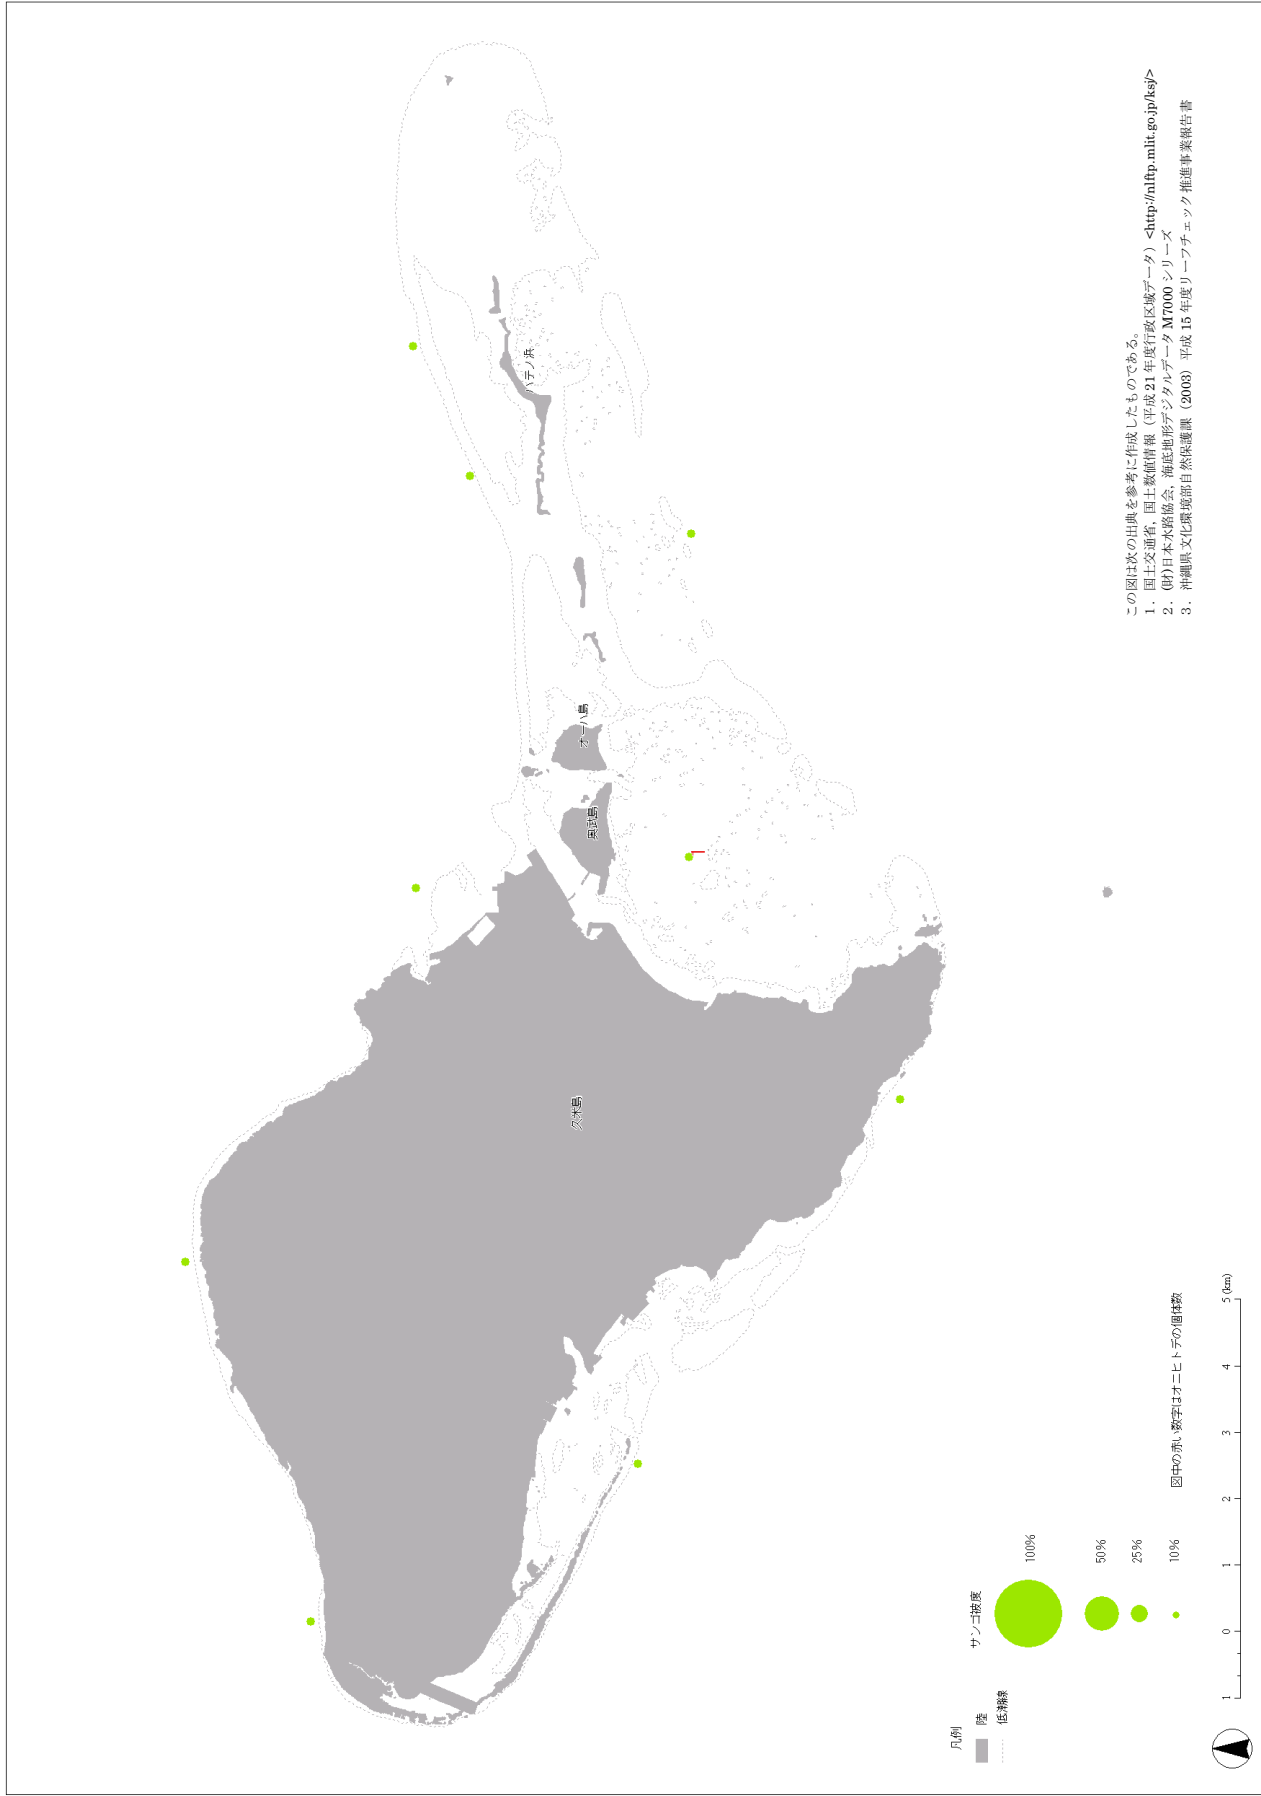 ハテノ浜
オーハ島
奥武島
1
久米島
この図は次の出典を参考に作成したものである。
1．国土交通省，国土数値情報（平成 21 年度行政区域データ）<http://nlftp.mlit.go.jp/ksj/>
2．(財)日本水路協会，海底地形デジタルデータ M7000 シリーズ
3．沖縄県文化環境部自然保護課（2003）平成 15 年度リーフチェック推進事業報告書
凡例
陸
低潮線
サンゴ被度
100%
50%
25%
10%
図中の赤い数字はオニヒトデの個体数
1 0 1 2 3 4 5 (km)